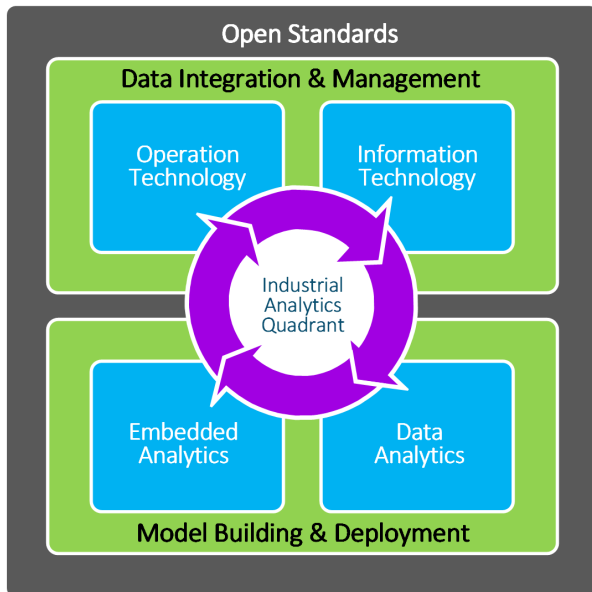 Open Standards
Data Integration & Management
Operation
Technology
Information
Technology
Industrial
Analytics
Quadrant
Embedded
Analytics
Data
Analytics
Model Building & Deployment